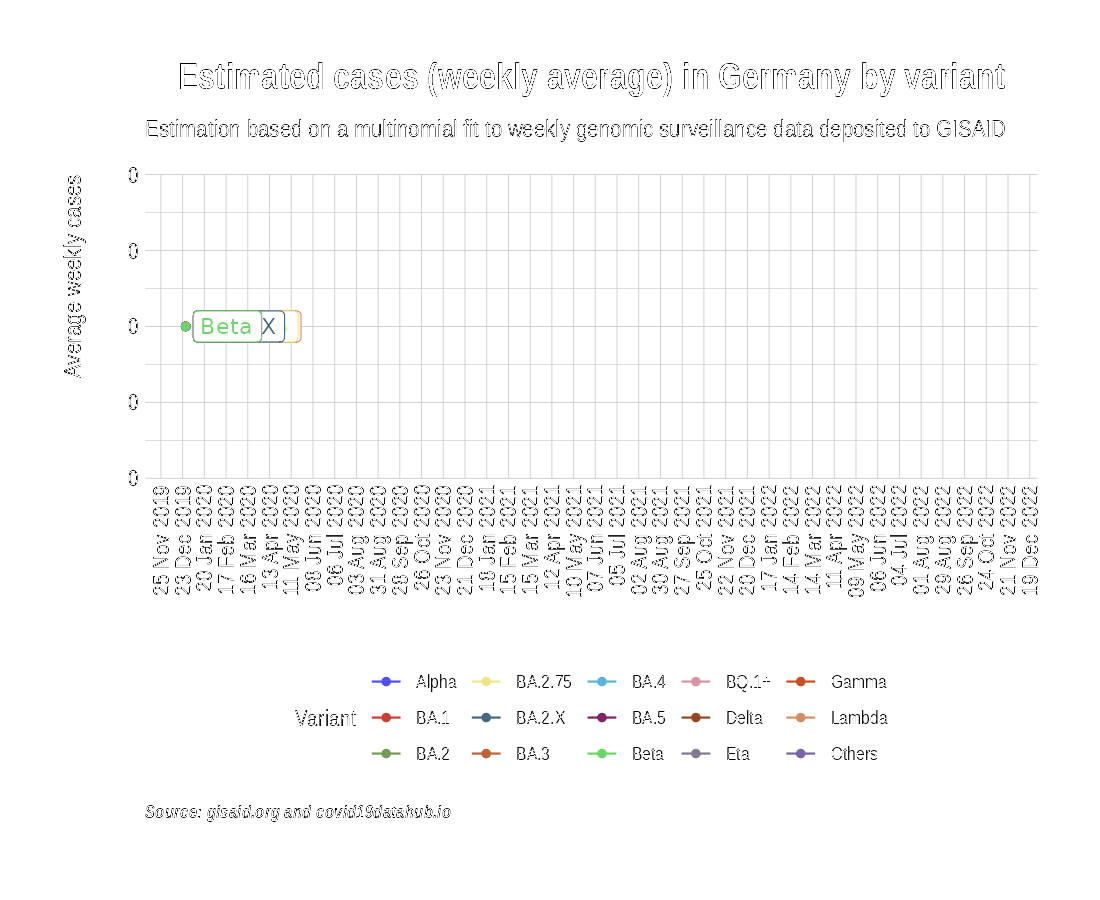 Estimated cases (weekly average) in Germany by variant
Estimation based on a multinomial fit to weekly genomic surveillance data deposited to GISAID
Average weekly cases
0
0
0
0
0
Beta
X
25 Nov 2019
23 Dec 2019
20 Jan 2020
17 Feb 2020
16 Mar 2020
13 Apr 2020
11 May 2020
08 Jun 2020
06 Jul 2020
03 Aug 2020
31 Aug 2020
28 Sep 2020
26 Oct 2020
23 Nov 2020
21 Dec 2020
18 Jan 2021
15 Feb 2021
15 Mar 2021
12 Apr 2021
10 May 2021
07 Jun 2021
05 Jul 2021
02 Aug 2021
30 Aug 2021
27 Sep 2021
25 Oct 2021
22 Nov 2021
20 Dec 2021
17 Jan 2022
14 Feb 2022
14 Mar 2022
11 Apr 2022
09 May 2022
06 Jun 2022
04 Jul 2022
01 Aug 2022
29 Aug 2022
26 Sep 2022
24 Oct 2022
21 Nov 2022
19 Dec 2022
Variant
Alpha
BA.1
BA.2
BA.2.75
BA.2.X
BA.3
BA.4
BA.5
Beta
BQ.1+
Delta
Eta
Gamma
Lambda
Others
Source: gisaid.org and covid19datahub.io